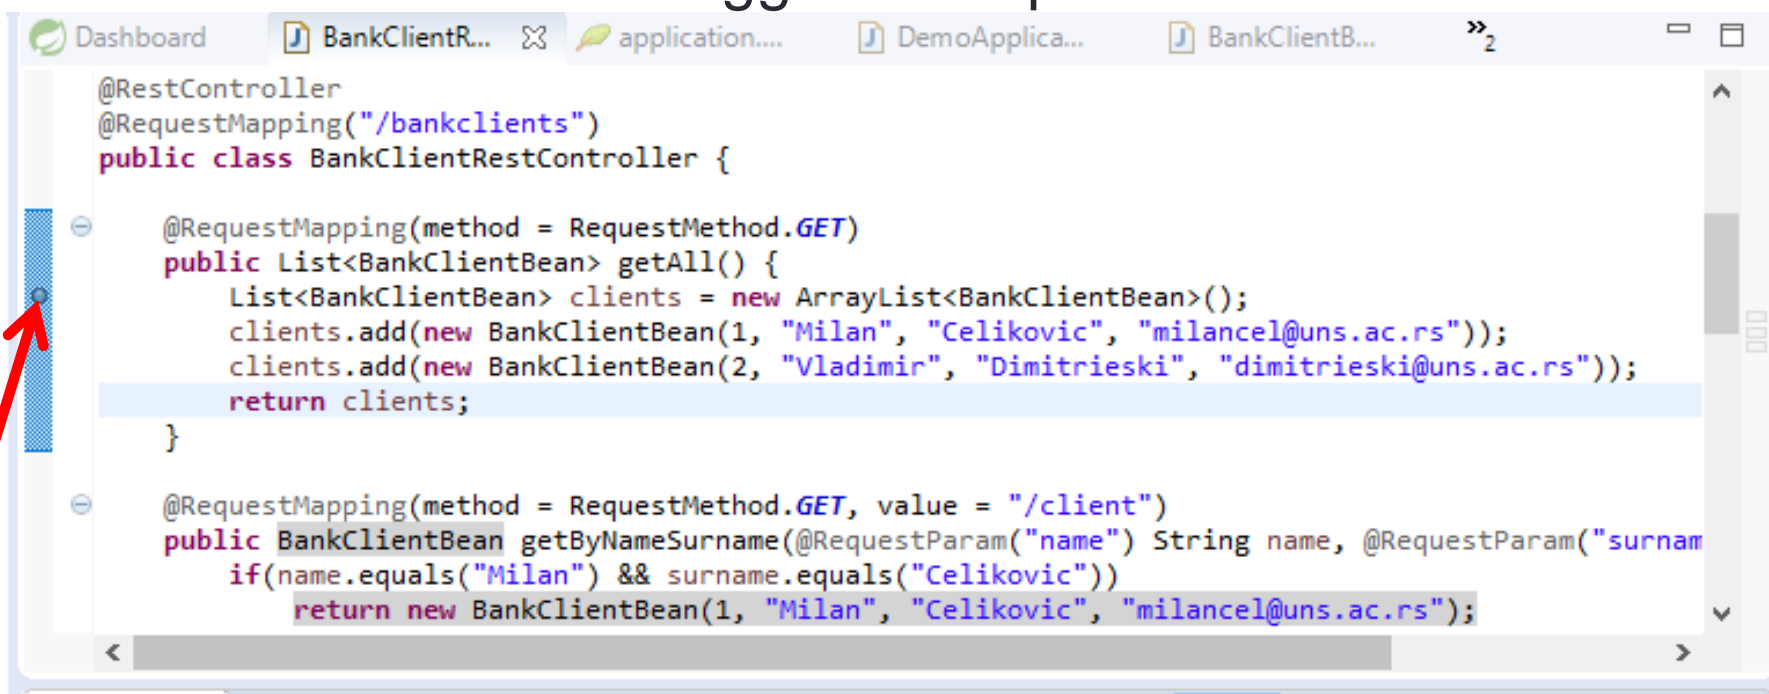 Dashboard BankClientR... application.... DemoApplica... BankClientB... »2
@RestController
@RequestMapping("/bankclients")
public class BankClientRestController {
@RequestMapping(method = RequestMethod.GET)
public List<BankClientBean> getAll() {
List<BankClientBean> clients = new ArrayList<BankClientBean>();
clients.add(new BankClientBean(1, "Milan", "Celikovic", "milancel@uns.ac.rs"));
clients.add(new BankClientBean(2, "Vladimir", "Dimitrieski", "dimitrieski@uns.ac.rs"));
return clients;
}
@RequestMapping(method = RequestMethod.GET, value = "/client")
public BankClientBean getByNameSurname(@RequestParam("name") String name, @RequestParam("surnam
if(name.equals("Milan") && surname.equals("Celikovic"))
return new BankClientBean(1, "Milan", "Celikovic", "milancel@uns.ac.rs");